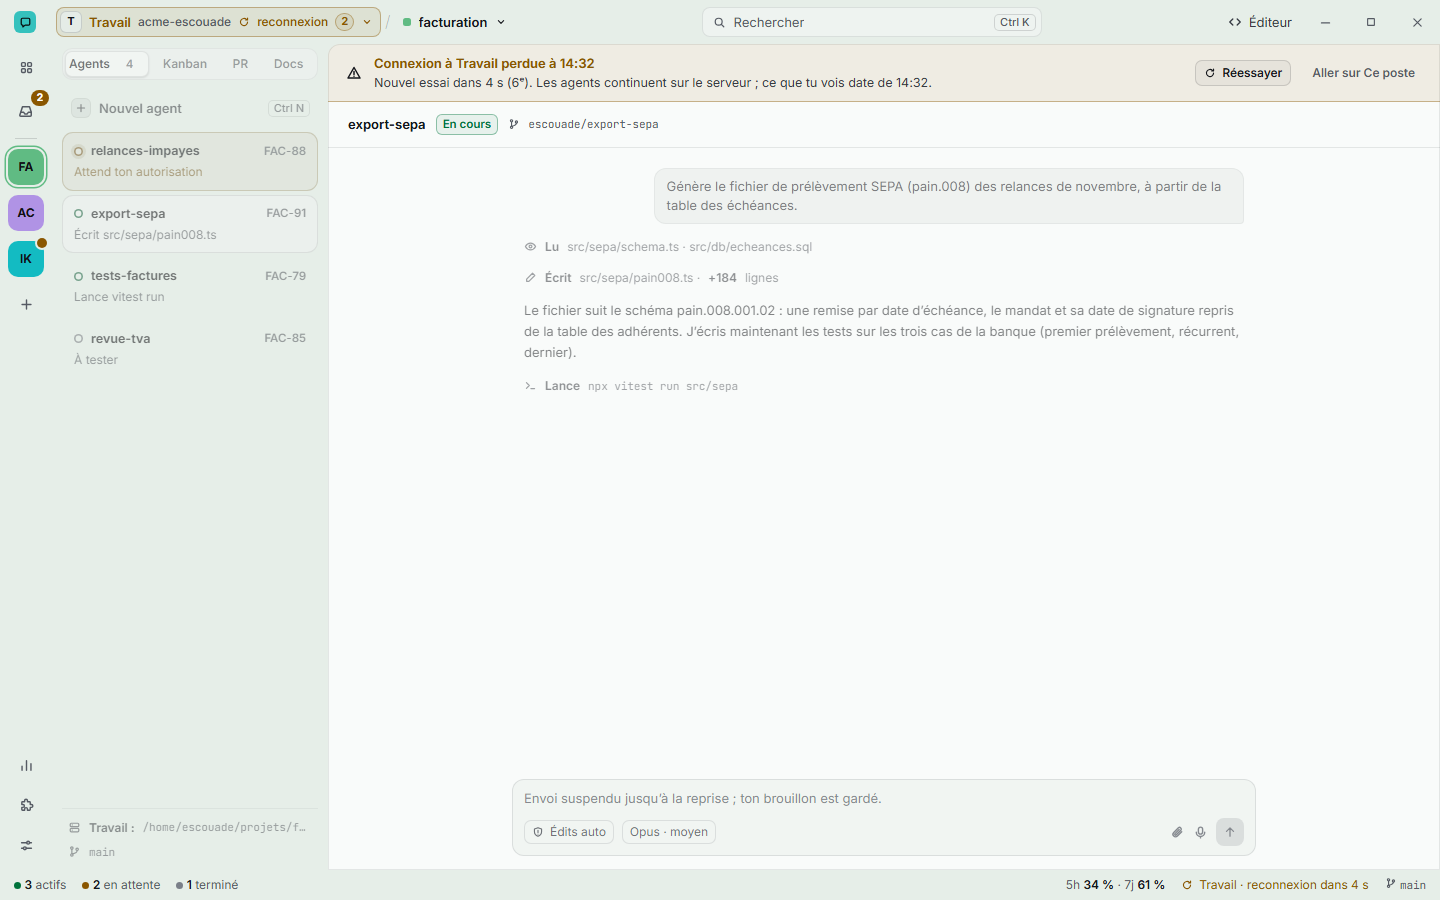 T Travail acme-escouade reconnexion 2 / facturation
Rechercher Ctrl K
Éditeur
Agents 4 Kanban PR Docs
2
Nouvel agent Ctrl N
FA
AC
IK
relances-impayes FAC-88
Attend ton autorisation
export-sepa FAC-91
Écrit src/sepa/pain008.ts
tests-factures FAC-79
Lance vitest run
revue-tva FAC-85
À tester
Travail : /home/escouade/projets/f…
main
Connexion à Travail perdue à 14:32
Nouvel essai dans 4 s (6ᵉ). Les agents continuent sur le serveur ; ce que tu vois date de 14:32.
Réessayer Aller sur Ce poste
export-sepa En cours escouade/export-sepa
Génère le fichier de prélèvement SEPA (pain.008) des relances de novembre, à partir de la
table des échéances.
Lu src/sepa/schema.ts · src/db/echeances.sql
Écrit src/sepa/pain008.ts · +184 lignes
Le fichier suit le schéma pain.008.001.02 : une remise par date d’échéance, le mandat et sa date de signature repris
de la table des adhérents. J’écris maintenant les tests sur les trois cas de la banque (premier prélèvement, récurrent,
dernier).
Lance npx vitest run src/sepa
Envoi suspendu jusqu’à la reprise ; ton brouillon est gardé.
Édits auto Opus · moyen
3 actifs 2 en attente 1 terminé
5h 34 % · 7j 61 % Travail · reconnexion dans 4 s main